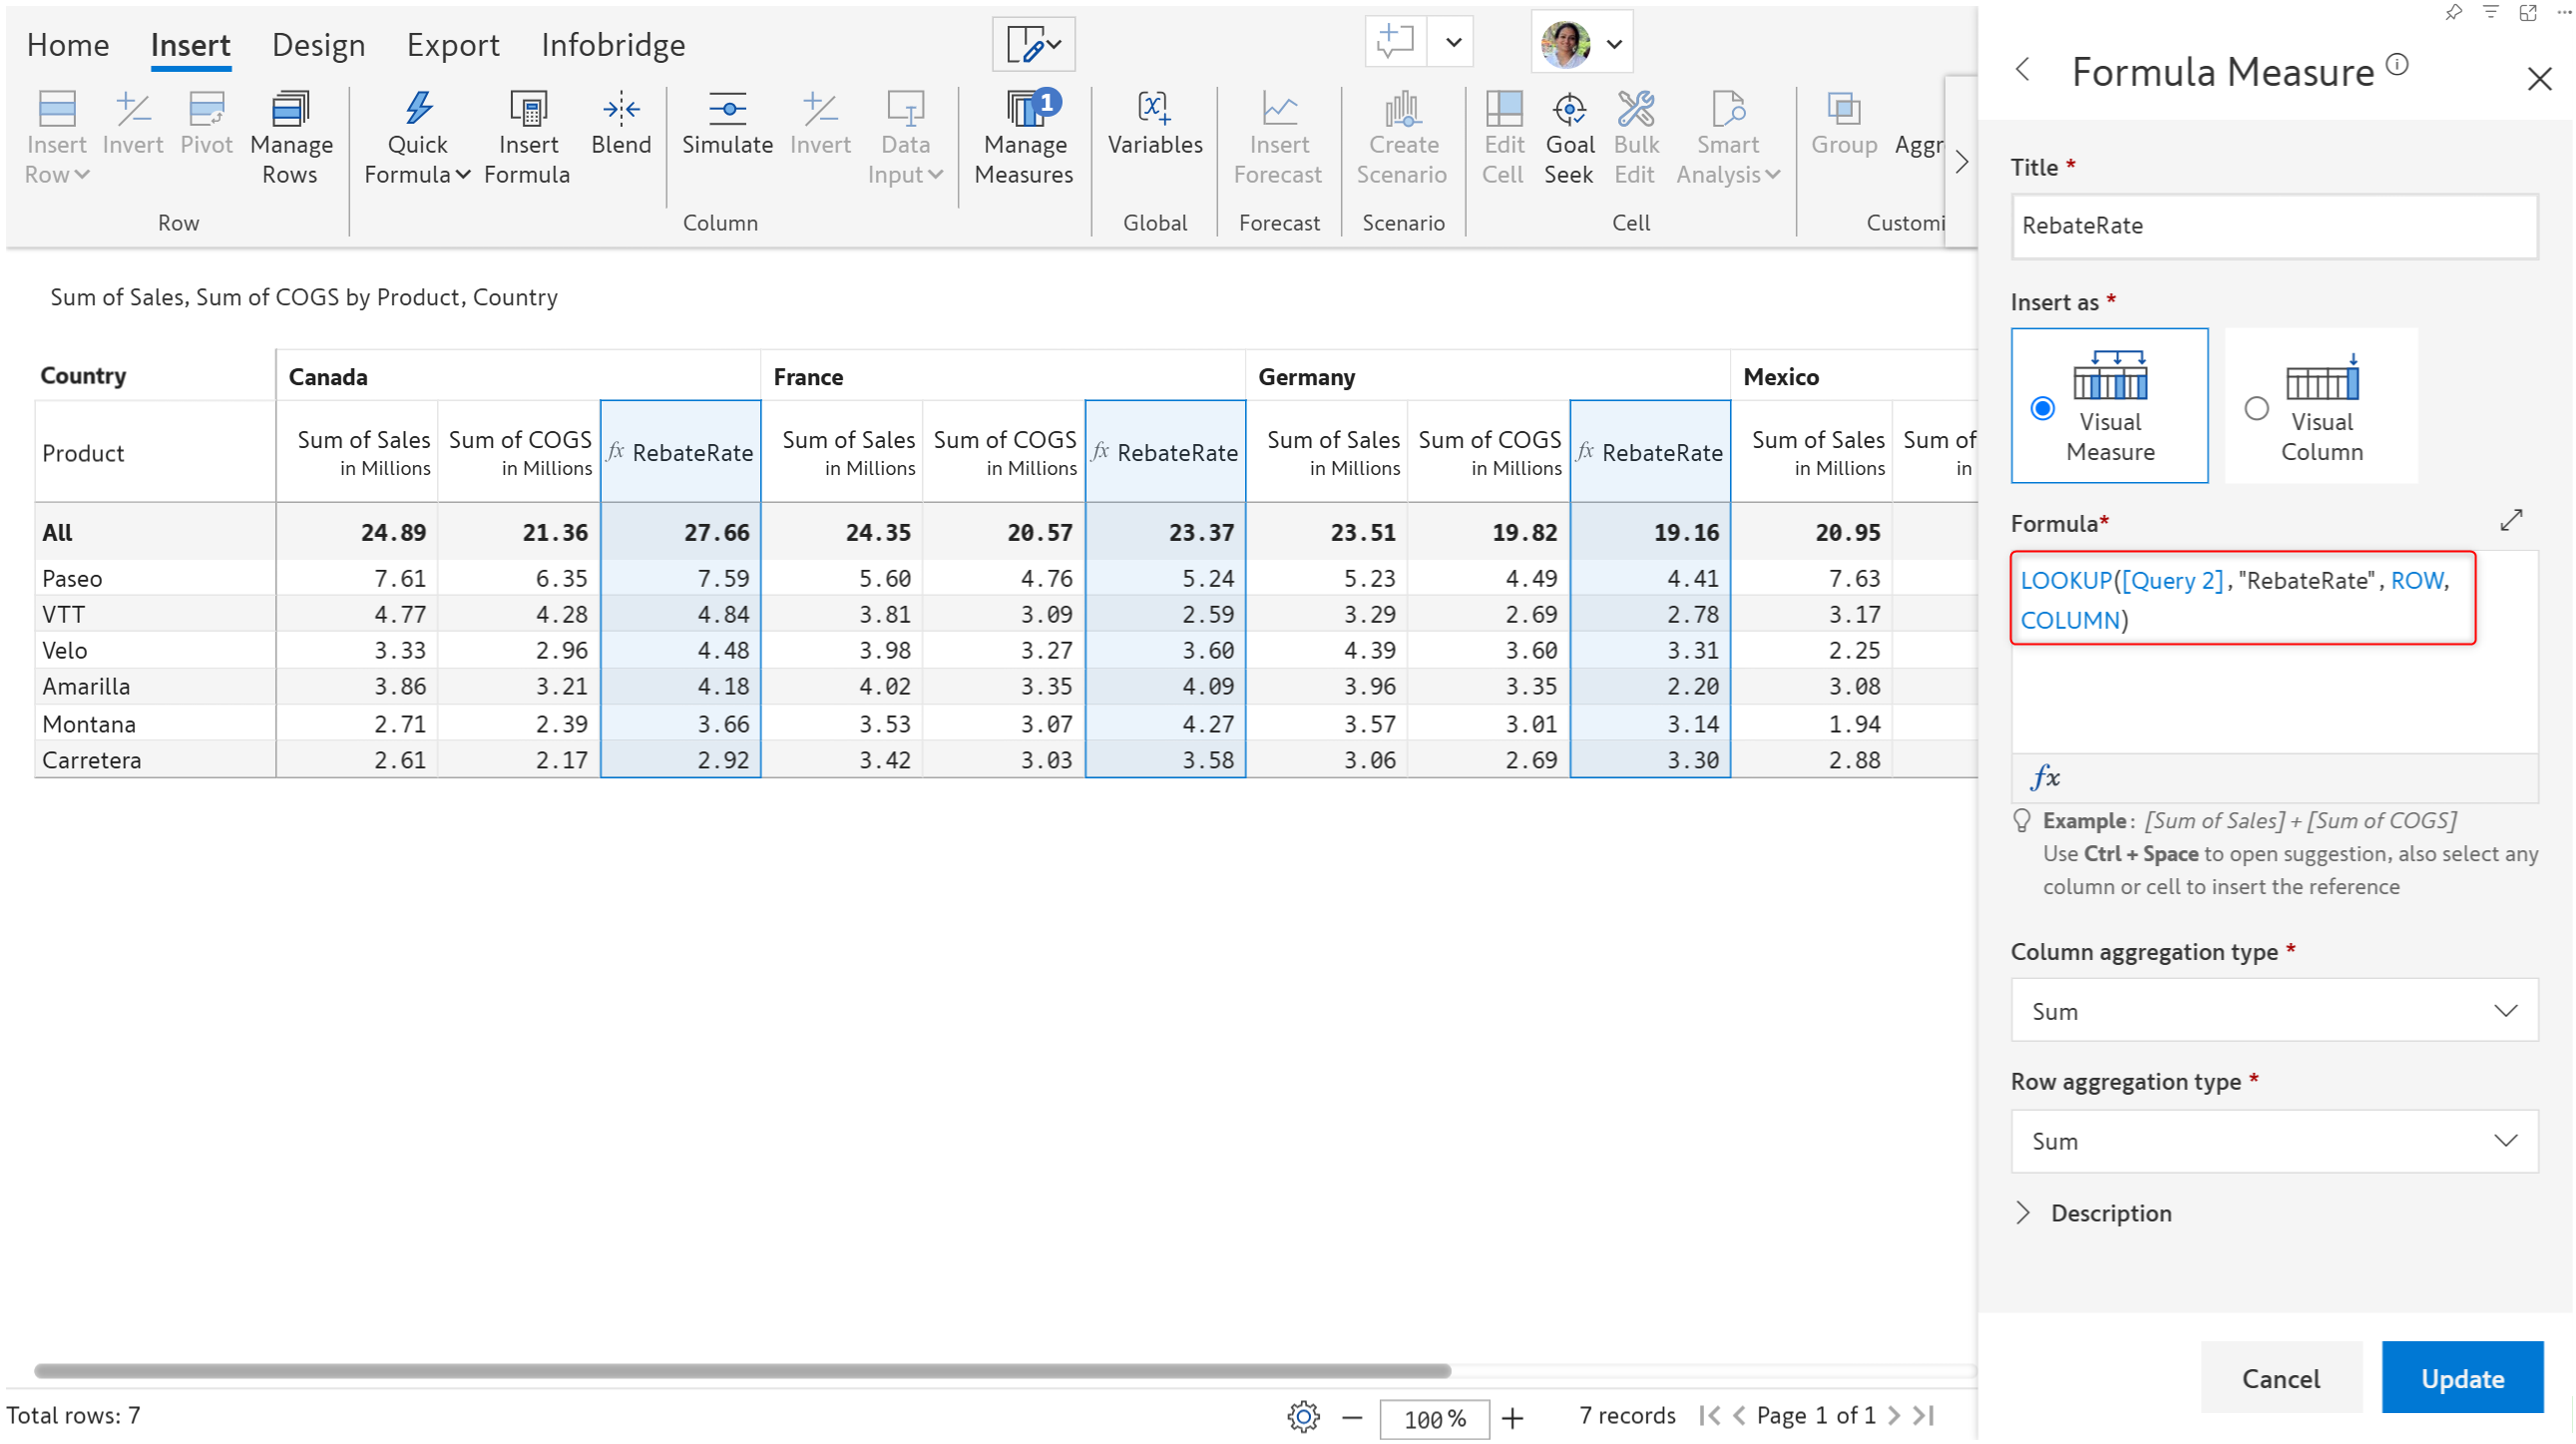 Home Insert Design Export Infobridge
Insert Row
Invert
Pivot
Manage Rows
Row
Quick Formula
Insert Formula
Blend
Simulate
Invert
Data Input
Column
Manage Measures
1
Variables
Global
Insert Forecast
Forecast
Create Scenario
Scenario
Edit Cell
Goal Seek
Bulk Edit
Smart Analysis
Cell
Group
Aggr
Customi
Sum of Sales, Sum of COGS by Product, Country
Country Canada France Germany Mexico
Product Sum of Sales in Millions Sum of COGS in Millions fx RebateRate Sum of Sales in Millions Sum of COGS in Millions fx RebateRate Sum of Sales in Millions Sum of COGS in Millions fx RebateRate Sum of Sales in Millions Sum of in
All 24.89 21.36 27.66 24.35 20.57 23.37 23.51 19.82 19.16 20.95
Paseo 7.61 6.35 7.59 5.60 4.76 5.24 5.23 4.49 4.41 7.63
VTT 4.77 4.28 4.84 3.81 3.09 2.59 3.29 2.69 2.78 3.17
Velo 3.33 2.96 4.48 3.98 3.27 3.60 4.39 3.60 3.31 2.25
Amarilla 3.86 3.21 4.18 4.02 3.35 4.09 3.96 3.35 2.20 3.08
Montana 2.71 2.39 3.66 3.53 3.07 4.27 3.57 3.01 3.14 1.94
Carretera 2.61 2.17 2.92 3.42 3.03 3.58 3.06 2.69 3.30 2.88
Total rows: 7
100 %
7 records
Page 1 of 1
Formula Measure
Title *
RebateRate
Insert as *
Visual Measure
Visual Column
Formula*
LOOKUP([Query 2], "RebateRate", ROW,
COLUMN)
fx
Example: [Sum of Sales] + [Sum of COGS]
Use Ctrl + Space to open suggestion, also select any
column or cell to insert the reference
Column aggregation type *
Sum
Row aggregation type *
Sum
Description
Cancel
Update